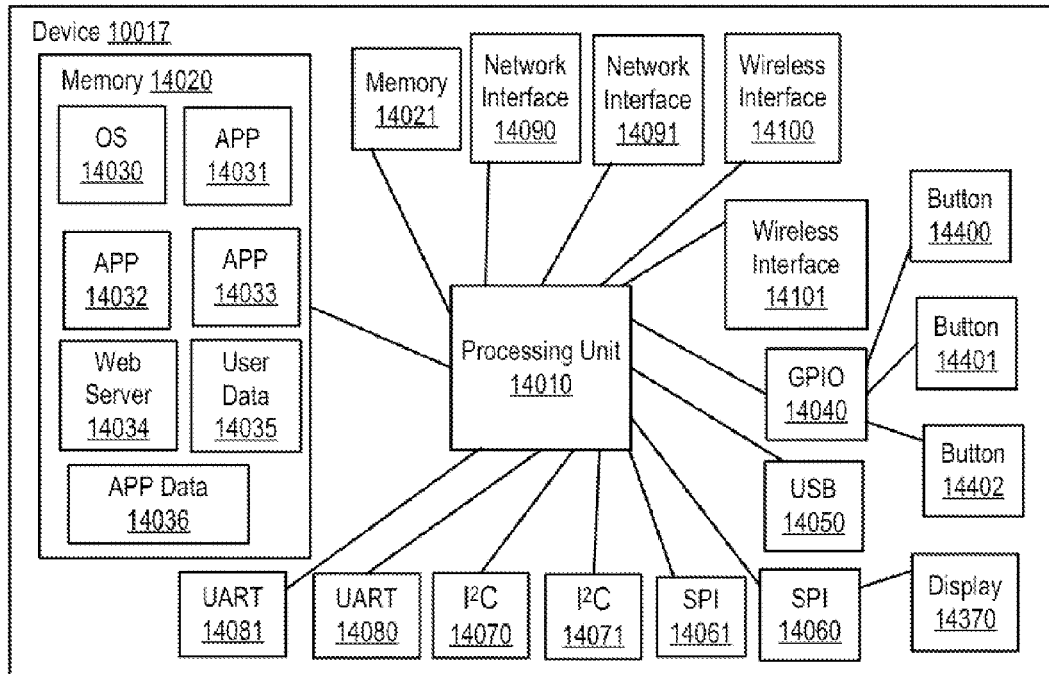 Device 10017
Memory 14020
OS
14030
APP
14031
APP
14032
APP
14033
Web
Server
14034
User
Data
14035
APP Data
14036
Memory
14021
Network
Interface
14090
Network
Interface
14091
Wireless
Interface
14100
Wireless
Interface
14101
Processing Unit
14010
GPIO
14040
Button
14400
Button
14401
Button
14402
USB
14050
UART
14081
UART
14080
I²C
14070
I²C
14071
SPI
14061
SPI
14060
Display
14370